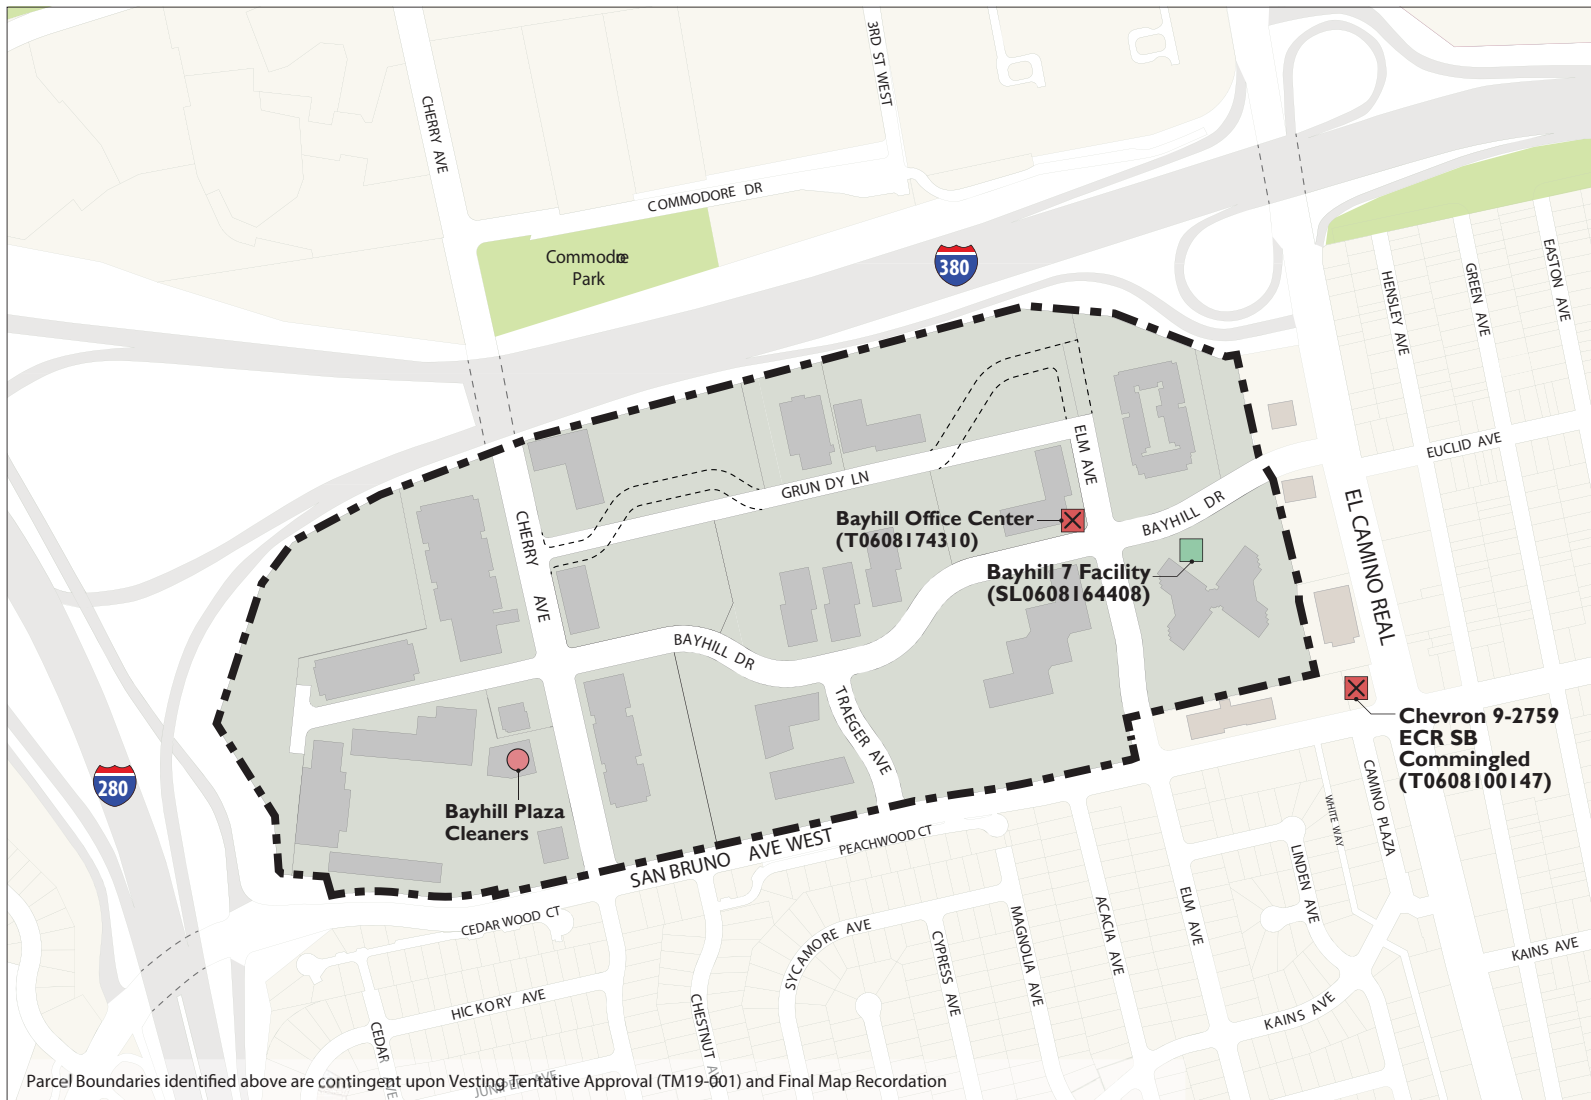 3RD ST WEST
CHERRY AVE
COMMODORE DR
Commodore
Park
380
HENSLEY AVE
GREEN AVE
EASTON AVE
EUCLID AVE
ELM AVE
GRUN DY LN
BAYHILL DR
CHERRY AVE
Bayhill Office Center
(T0608174310)
Bayhill 7 Facility
(SL0608164408)
EL CAMINO REAL
BAYHILL DR
TRAEGER AVE
Chevron 9-2759
ECR SB
Commingled
(T0608100147)
280
Bayhill Plaza
Cleaners
SAN BRUNO AVE WEST
PEACHWOOD CT
WHITE WAY
CAMINO PLAZA
LINDEN AVE
CEDAR WOOD CT
SYCAMORE AVE
CYPRESS AVE
MAGNOLIA AVE
ACACIA AVE
ELM AVE
KAINS AVE
HICKORY AVE
CHESTNUT AVE
KAINS AVE
CEDAR AVE
JUNIPER AVE
Parcel Boundaries identified above are contingent upon Vesting Tentative Approval (TM19-001) and Final Map Recordation